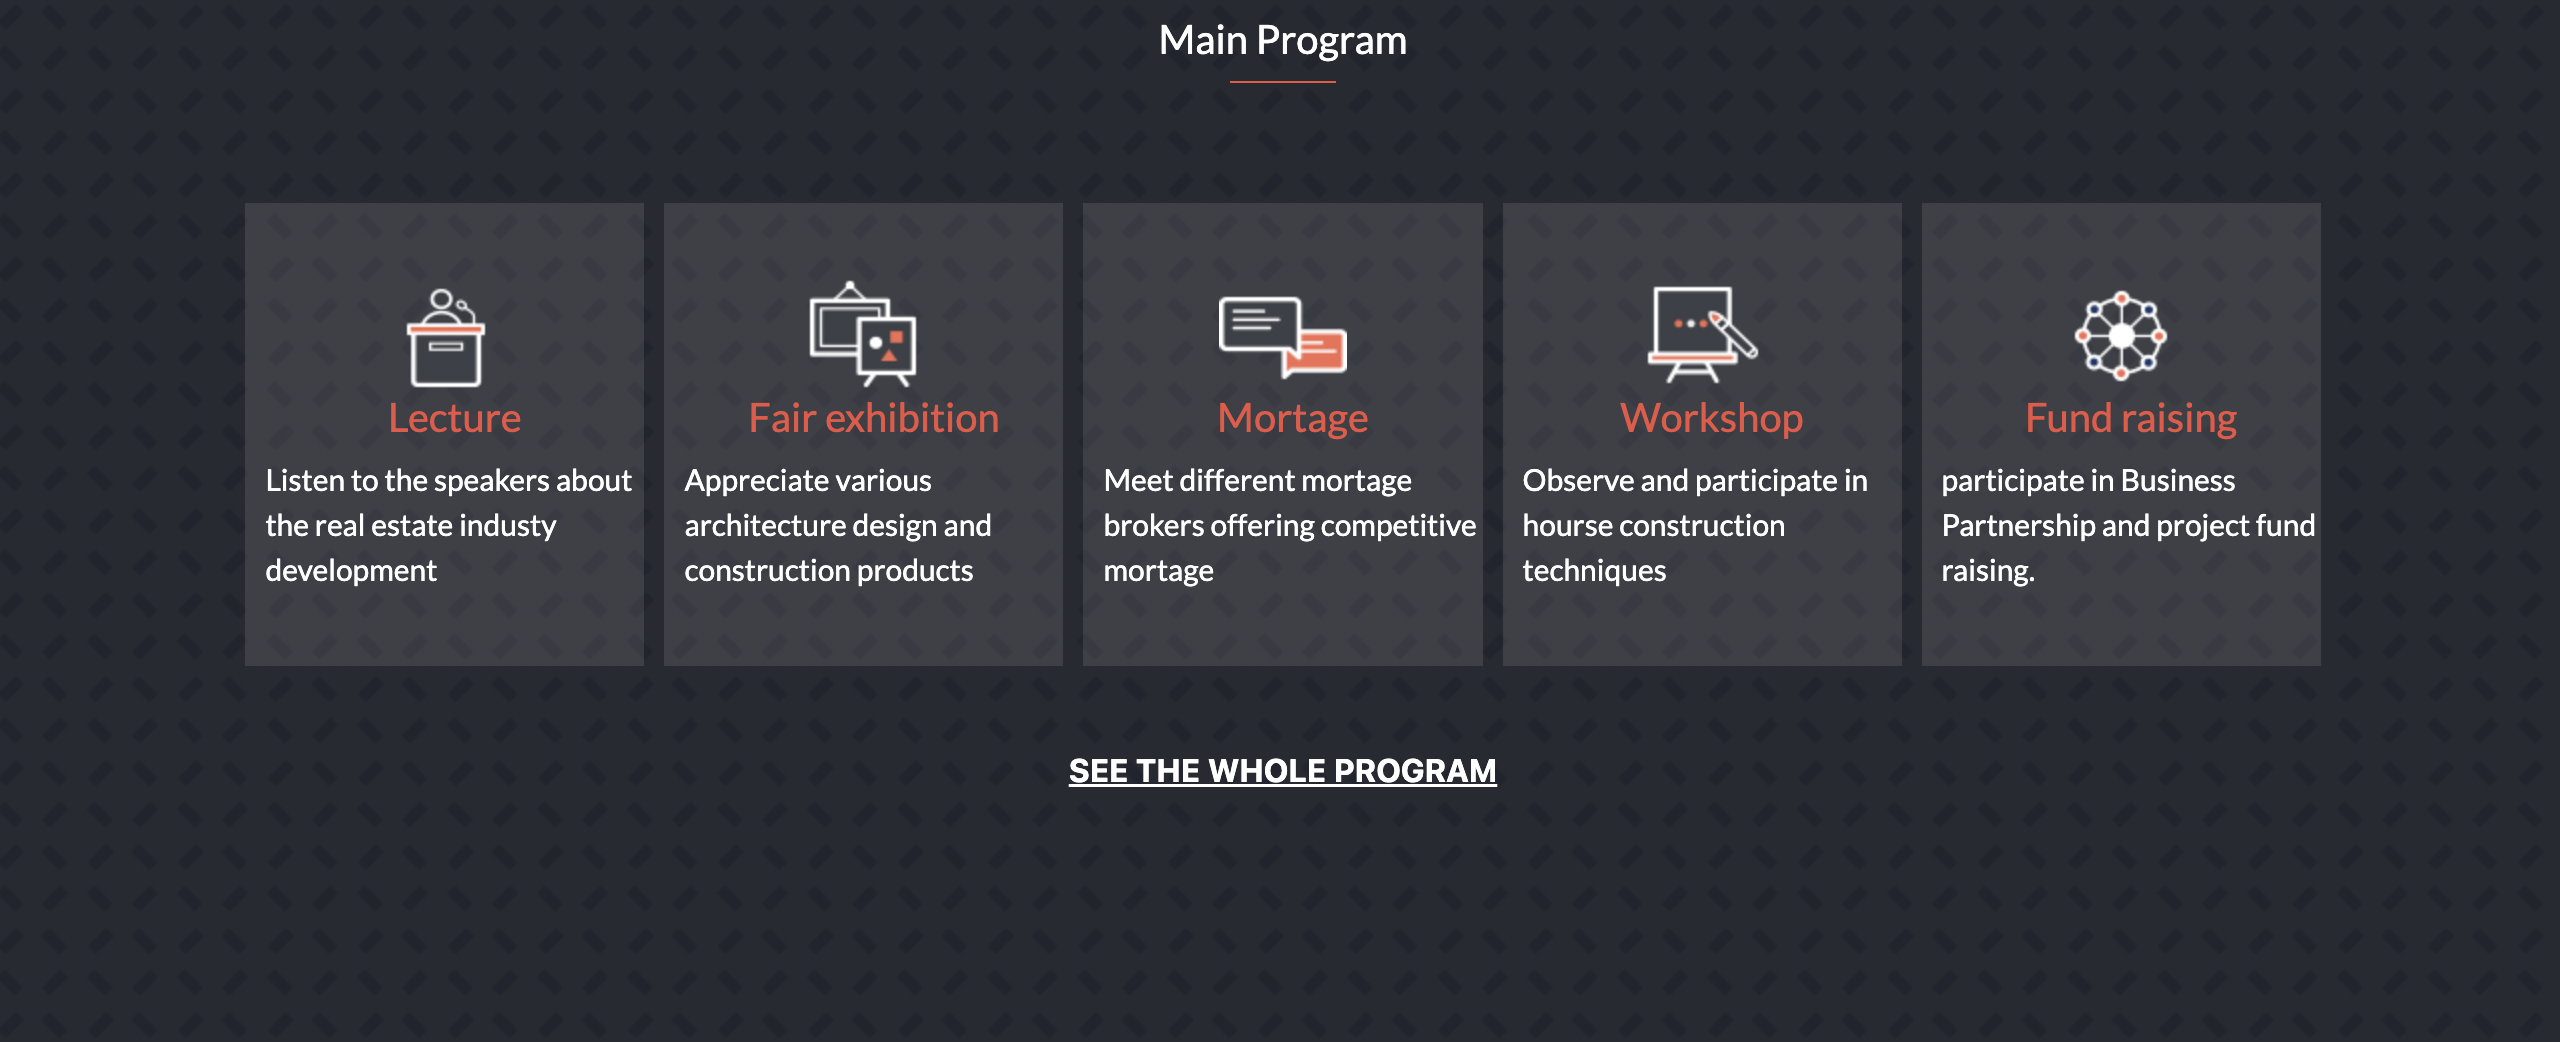 Main Program
Lecture
Listen to the speakers about
the real estate industy
development
Fair exhibition
Appreciate various
architecture design and
construction products
Mortage
Meet different mortage
brokers offering competitive
mortage
Workshop
Observe and participate in
hourse construction
techniques
Fund raising
participate in Business
Partnership and project fund
raising.
SEE THE WHOLE PROGRAM